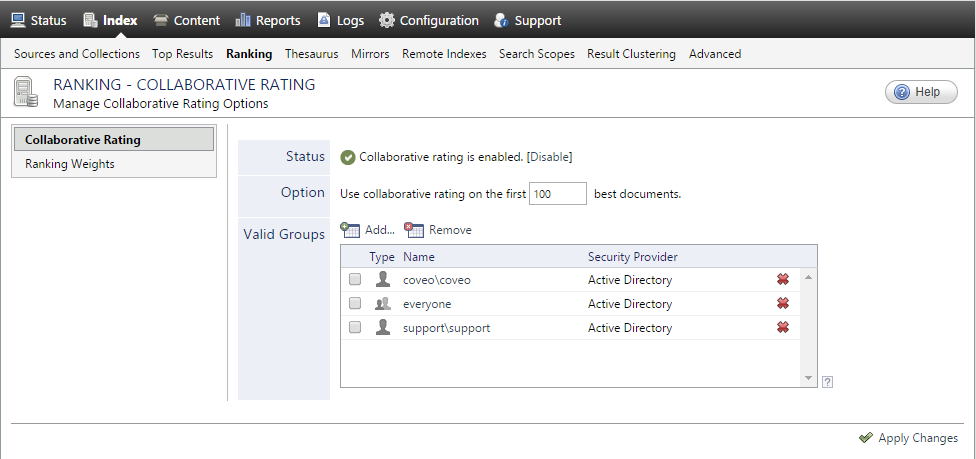 Status Index Content Reports Logs Configuration Support
Sources and Collections Top Results Ranking Thesaurus Mirrors Remote Indexes Search Scopes Result Clustering Advanced
RANKING - COLLABORATIVE RATING
Manage Collaborative Rating Options
? Help
Collaborative Rating
Ranking Weights
Status Collaborative rating is enabled. [Disable]
Option Use collaborative rating on the first 100 best documents.
Valid Groups Add... Remove
Type Name Security Provider
coveo\coveo Active Directory
everyone Active Directory
support\support Active Directory
?
Apply Changes